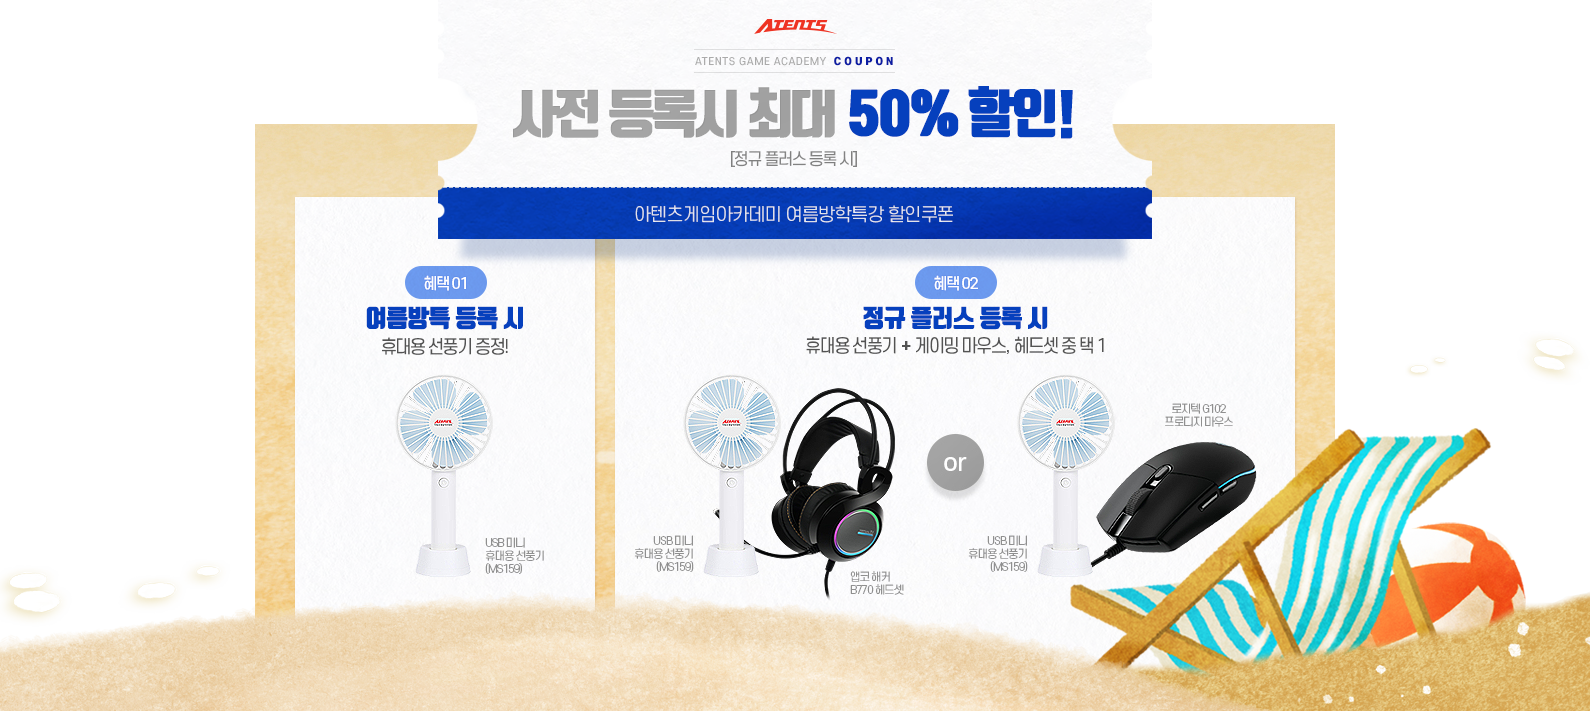 ATENTS
ATENTS GAME ACADEMY COUPON
사전 등록시 최대 50% 할인!
[정규 플러스 등록 시]
아텐츠게임아카데미 여름방학특강 할인쿠폰
혜택01
여름방특 등록 시
휴대용 선풍기 증정!
ATENTS
USB 미니
휴대용 선풍기
(MS159)
혜택02
정규 플러스 등록 시
휴대용 선풍기 + 게이밍 마우스, 헤드셋 중 택 1
ATENTS
USB 미니
휴대용 선풍기
(MS159)
앱코 해커
B770 헤드셋
or
ATENTS
USB 미니
휴대용 선풍기
(MS159)
로지텍 G102
프로디지 마우스